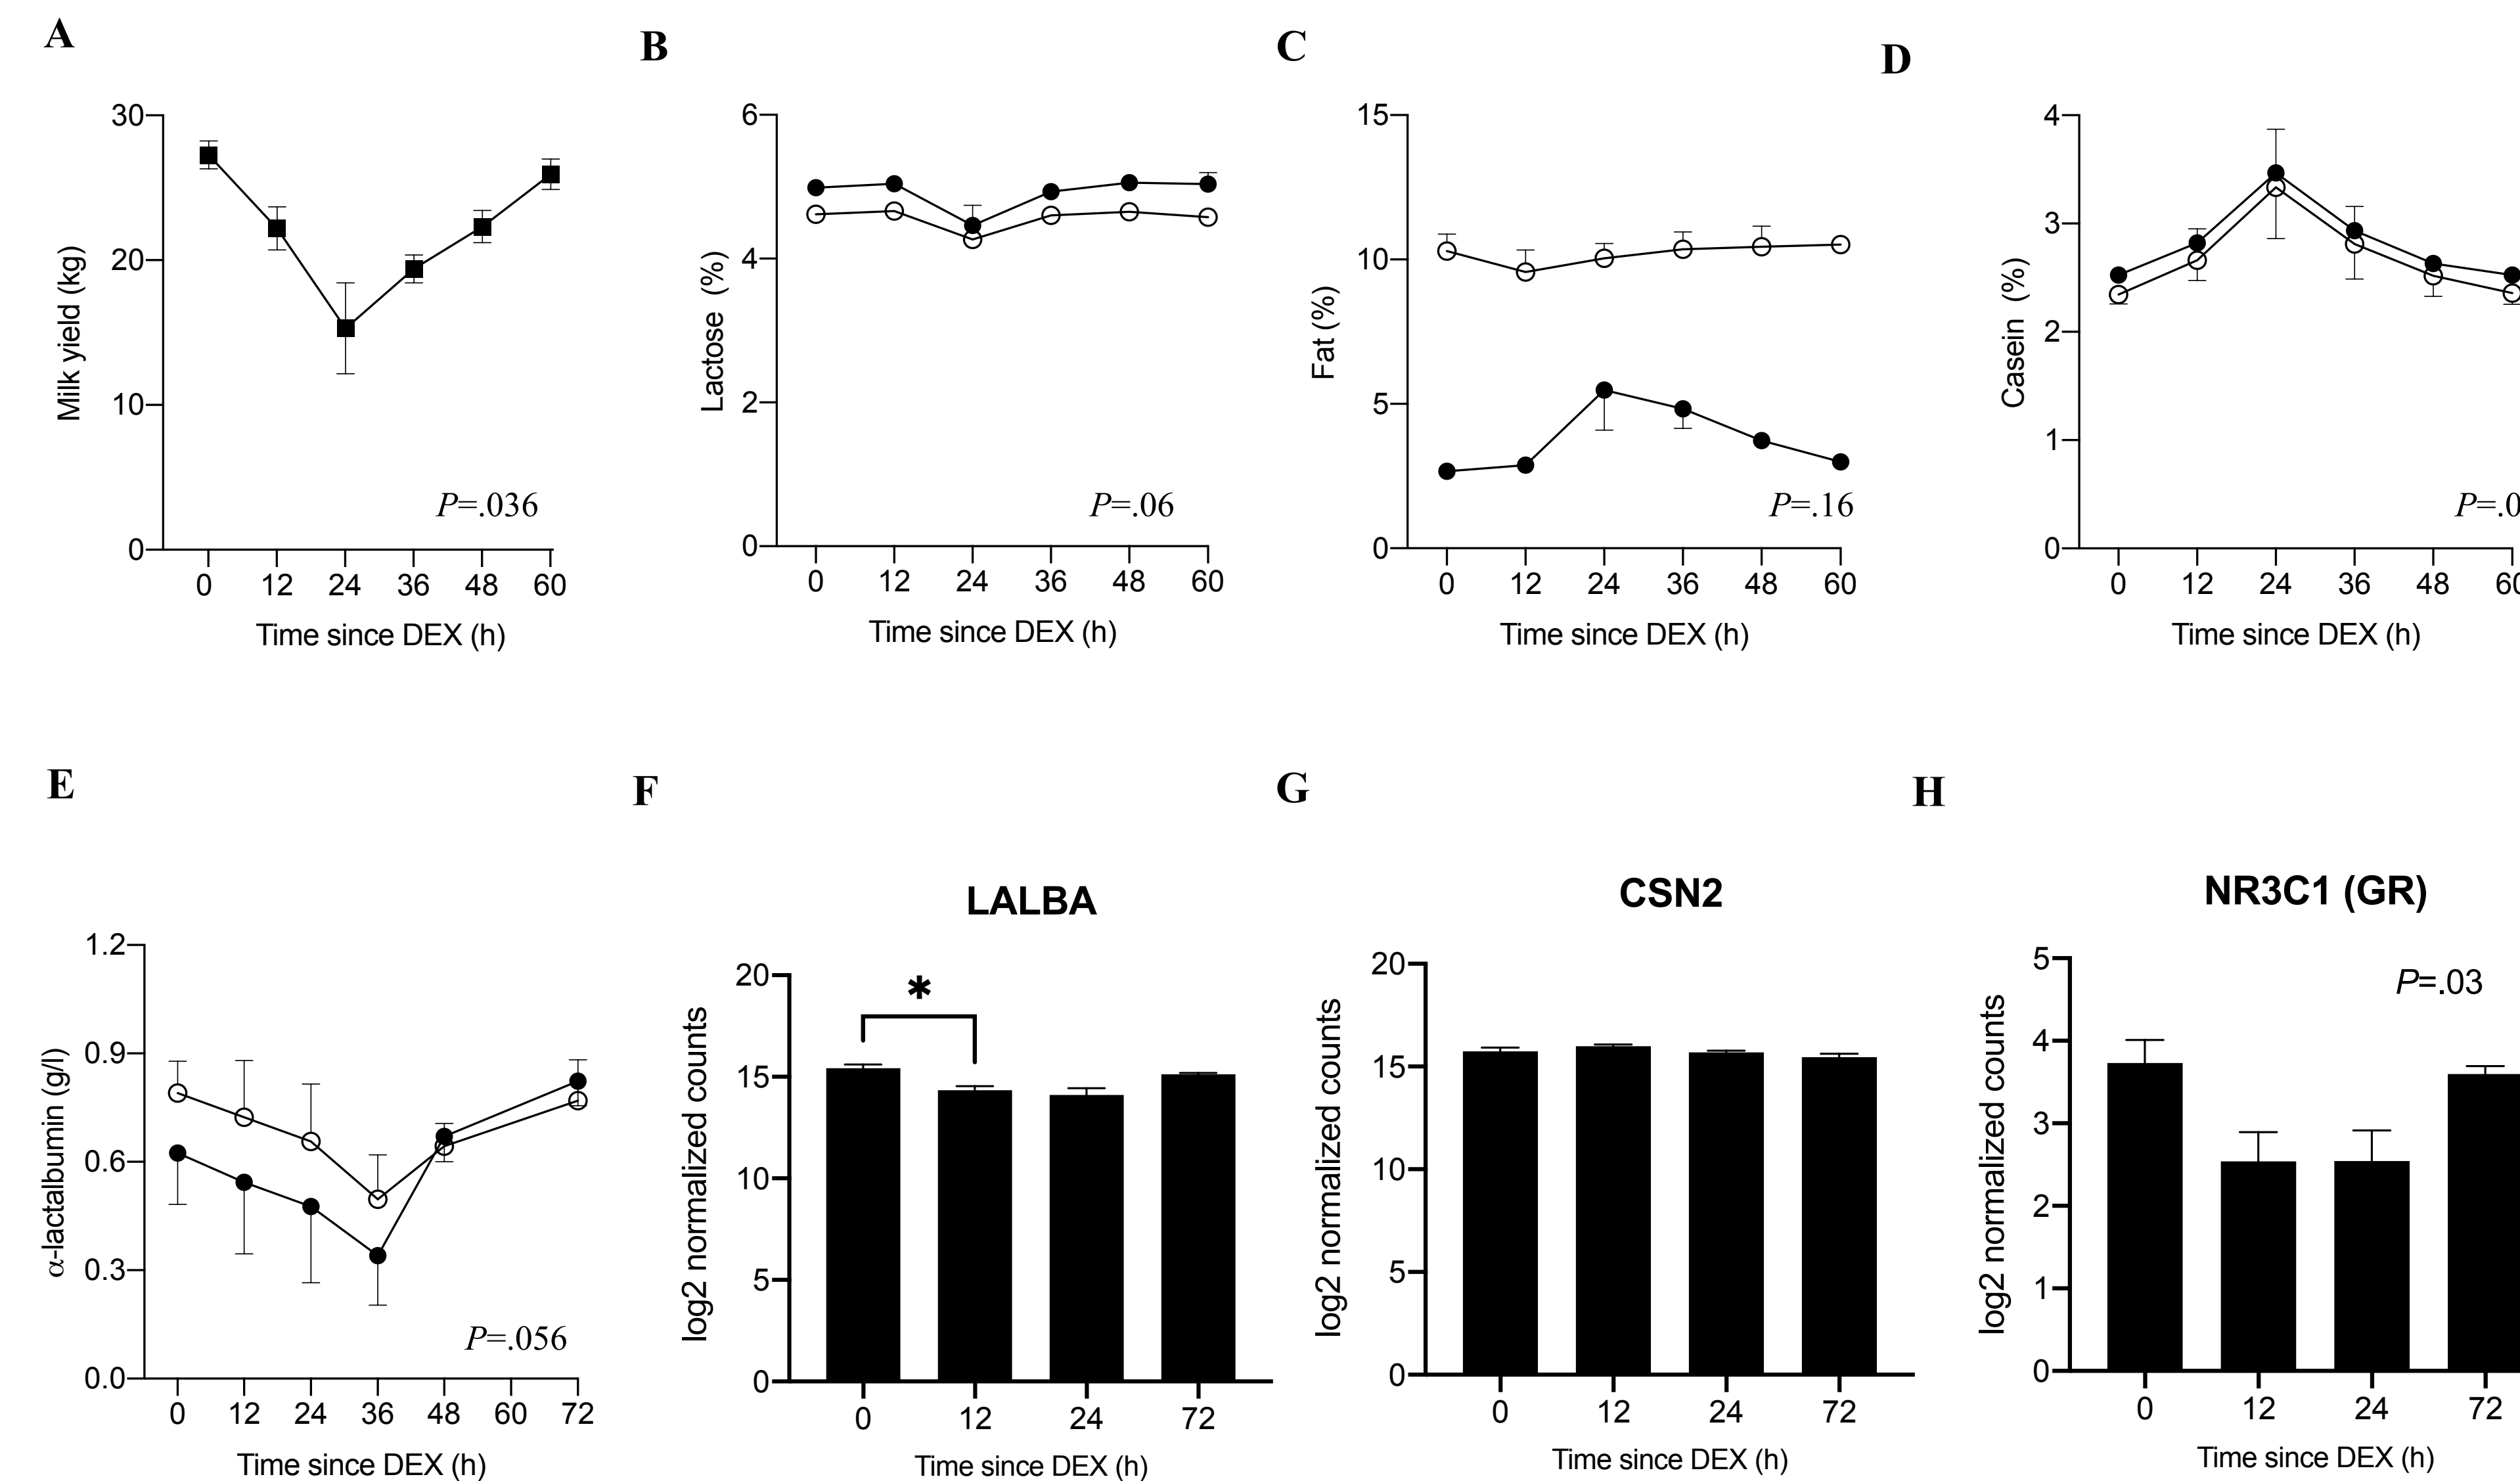 A
B
C
D
30
20
10
0
Milk yield (kg)
P=.036
0 12 24 36 48 60
Time since DEX (h)
6
4
2
0
Lactose (%)
P=.06
0 12 24 36 48 60
Time since DEX (h)
15
10
5
0
Fat (%)
P=.16
0 12 24 36 48 60
Time since DEX (h)
4
3
2
1
0
Casein (%)
P=.0
0 12 24 36 48 60
Time since DEX (h)
E
F
G
H
1.2
0.9
0.6
0.3
0.0
α-lactalbumin (g/l)
P=.056
0 12 24 36 48 60 72
Time since DEX (h)
LALBA
20
15
10
5
0
log2 normalized counts
*
0 12 24 72
Time since DEX (h)
CSN2
20
15
10
5
0
log2 normalized counts
0 12 24 72
Time since DEX (h)
NR3C1 (GR)
5
4
3
2
1
0
log2 normalized counts
P=.03
0 12 24 72
Time since DEX (h)